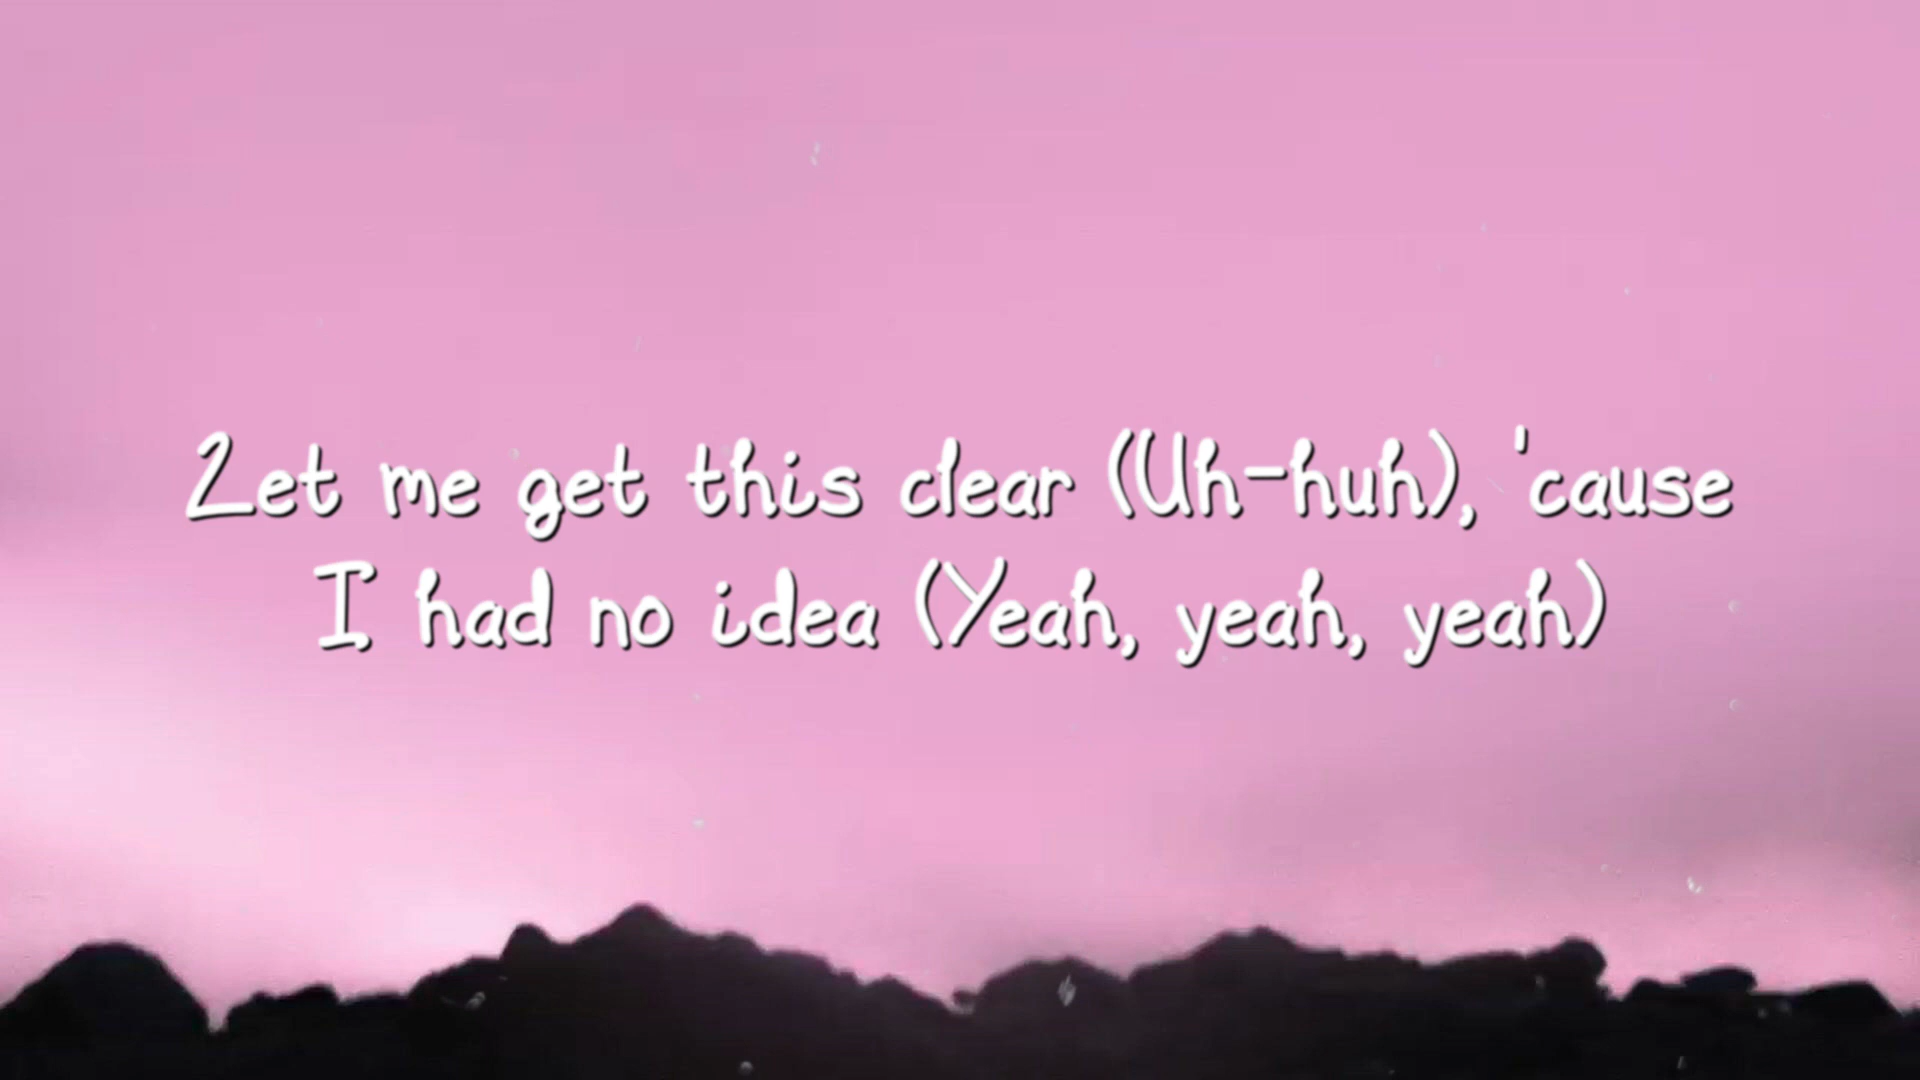 Let me get this clear (Uh-huh), 'cause
I had no idea (Yeah, yeah, yeah)